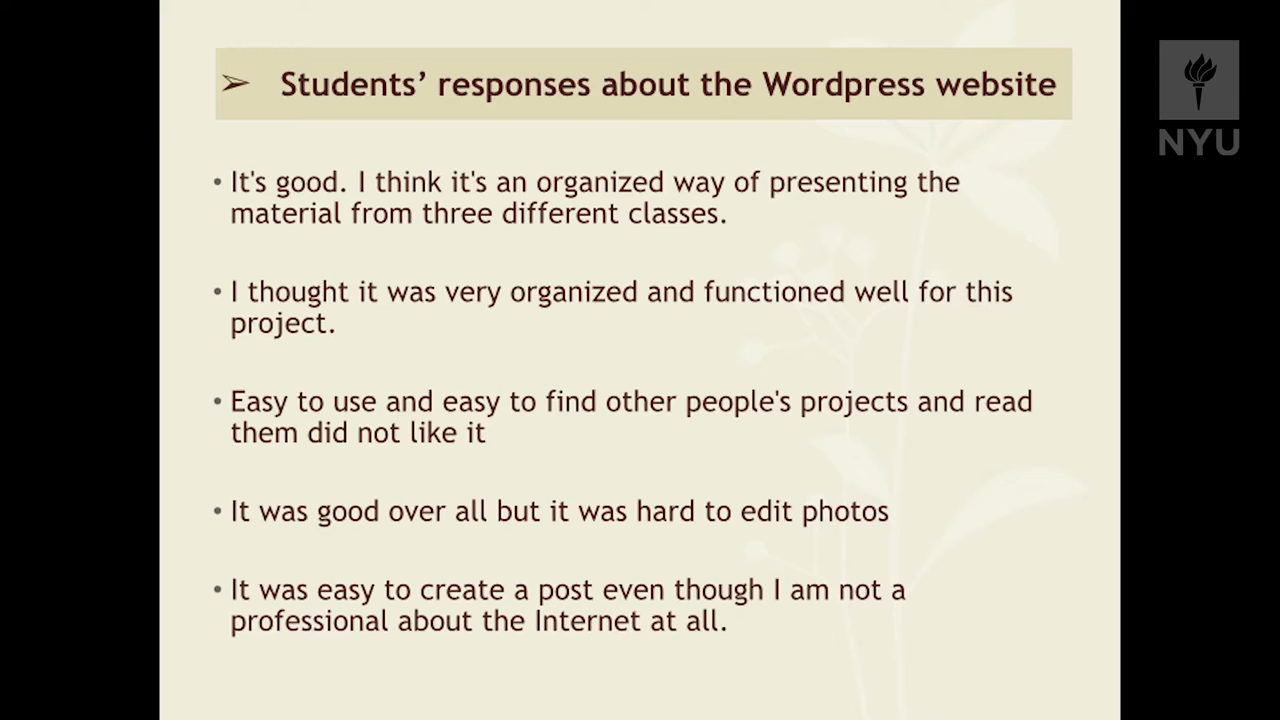 ➢ Students’ responses about the Wordpress website
NYU
• It's good. I think it's an organized way of presenting the
material from three different classes.
• I thought it was very organized and functioned well for this
project.
• Easy to use and easy to find other people's projects and read
them did not like it
• It was good over all but it was hard to edit photos
• It was easy to create a post even though I am not a
professional about the Internet at all.